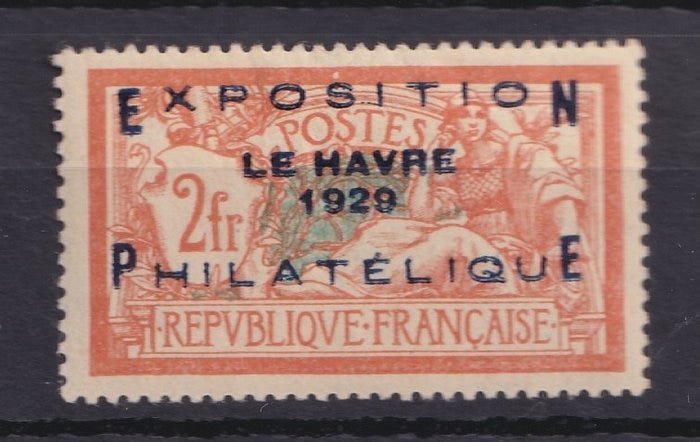 EXPOSITION
POSTES
LE HAVRE
1929
2fr
PHILATÉLIQUE
·REPVBLIQVE·FRANÇAISE·